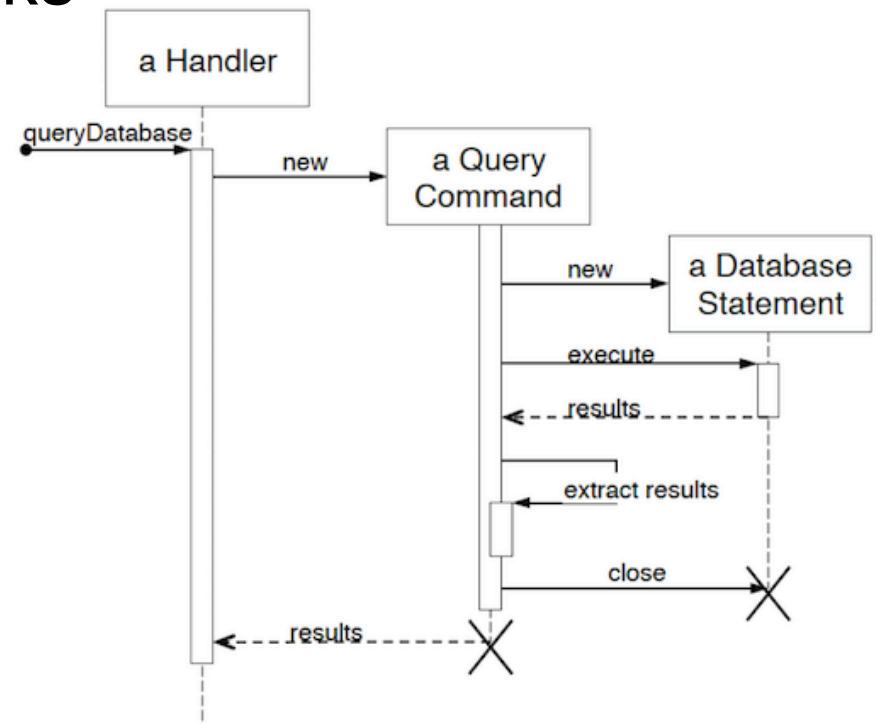 a Handler
queryDatabase
new
a Query
Command
new
a Database
Statement
execute
results
extract results
close
results